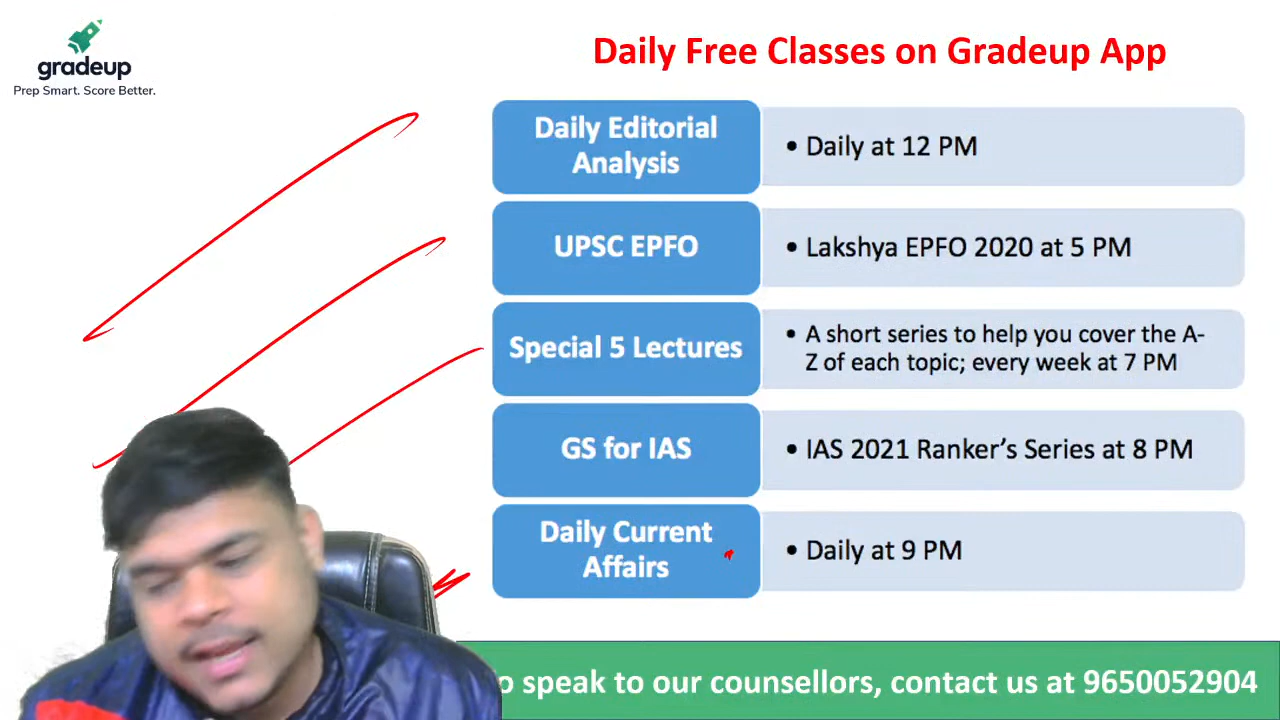 gradeup
Prep Smart. Score Better.
Daily Free Classes on Gradeup App
Daily Editorial
Analysis
• Daily at 12 PM
UPSC EPFO
• Lakshya EPFO 2020 at 5 PM
Special 5 Lectures
• A short series to help you cover the A-
Z of each topic; every week at 7 PM
GS for IAS
• IAS 2021 Ranker’s Series at 8 PM
Daily Current
Affairs
• Daily at 9 PM
o speak to our counsellors, contact us at 9650052904